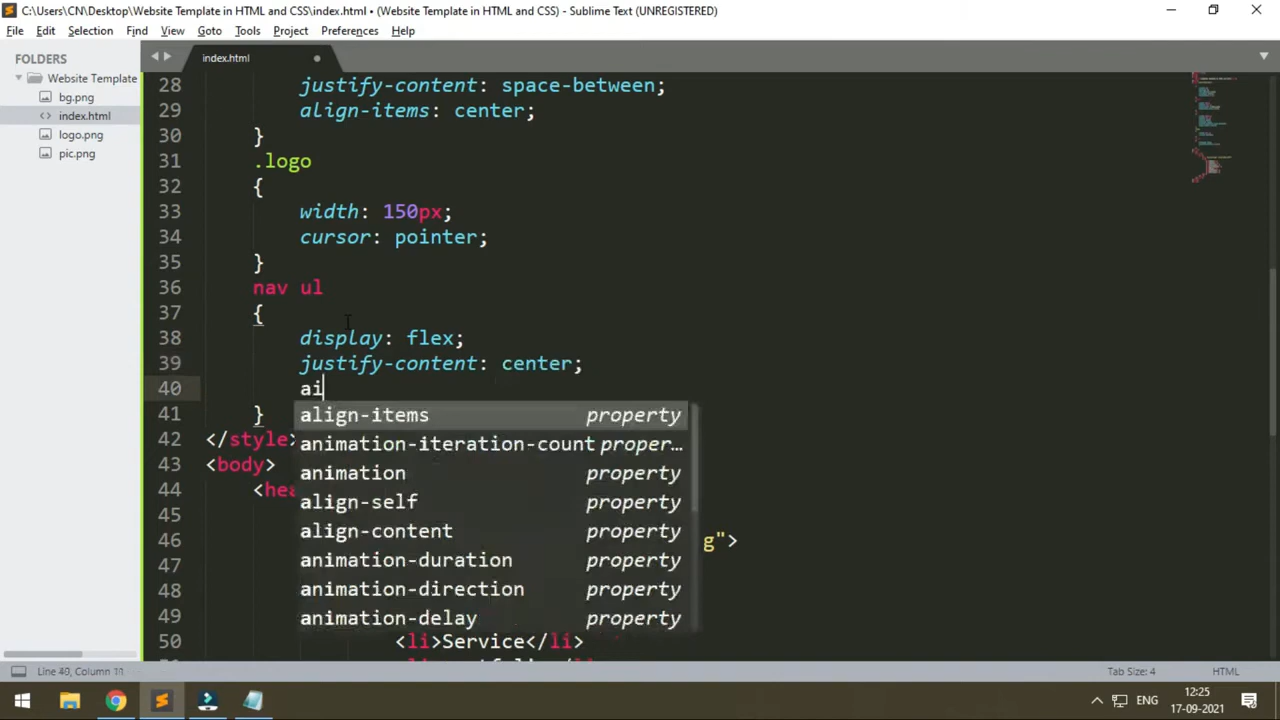 C:\Users\CN\Desktop\Website Template in HTML and CSS\index.html • (Website Template in HTML and CSS) - Sublime Text (UNREGISTERED)
File Edit Selection Find View Goto Tools Project Preferences Help
FOLDERS
Website Template
bg.png
index.html
logo.png
pic.png
index.html
28 justify-content: space-between;
29 align-items: center;
30 }
31 .logo
32 {
33 width: 150px;
34 cursor: pointer;
35 }
36 nav ul
37 {
38 display: flex;
39 justify-content: center;
40 ai
41 }
align-items property
42 </style>
animation-iteration-count proper…
43 <body>
animation property
44 <hea
align-self property
45
align-content property
46 g">
47
animation-duration property
48
animation-direction property
49
animation-delay property
50 <li>Service</li>
Line 40, Column 11
Tab Size: 4
HTML
ENG
12:25
17-09-2021